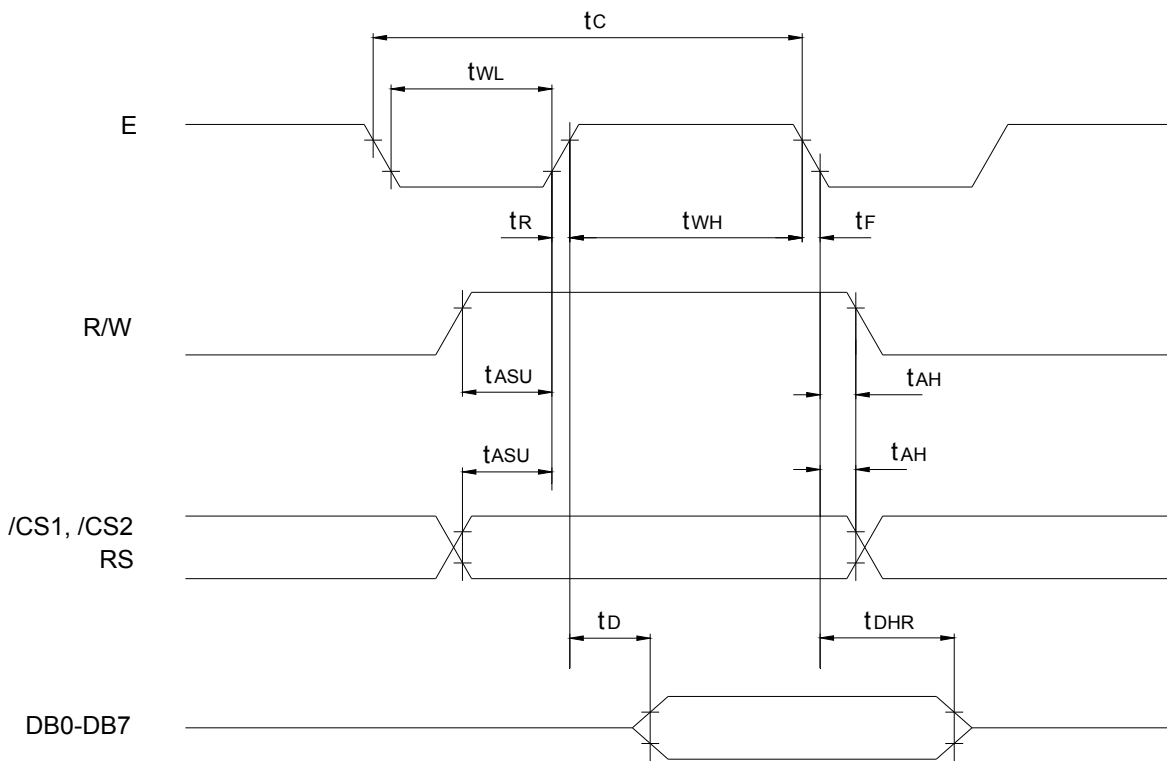 tC
tWL
E
tR
tWH
tF
R/W
tASU
tAH
tASU
tAH
/CS1, /CS2
RS
tD
tDHR
DB0-DB7